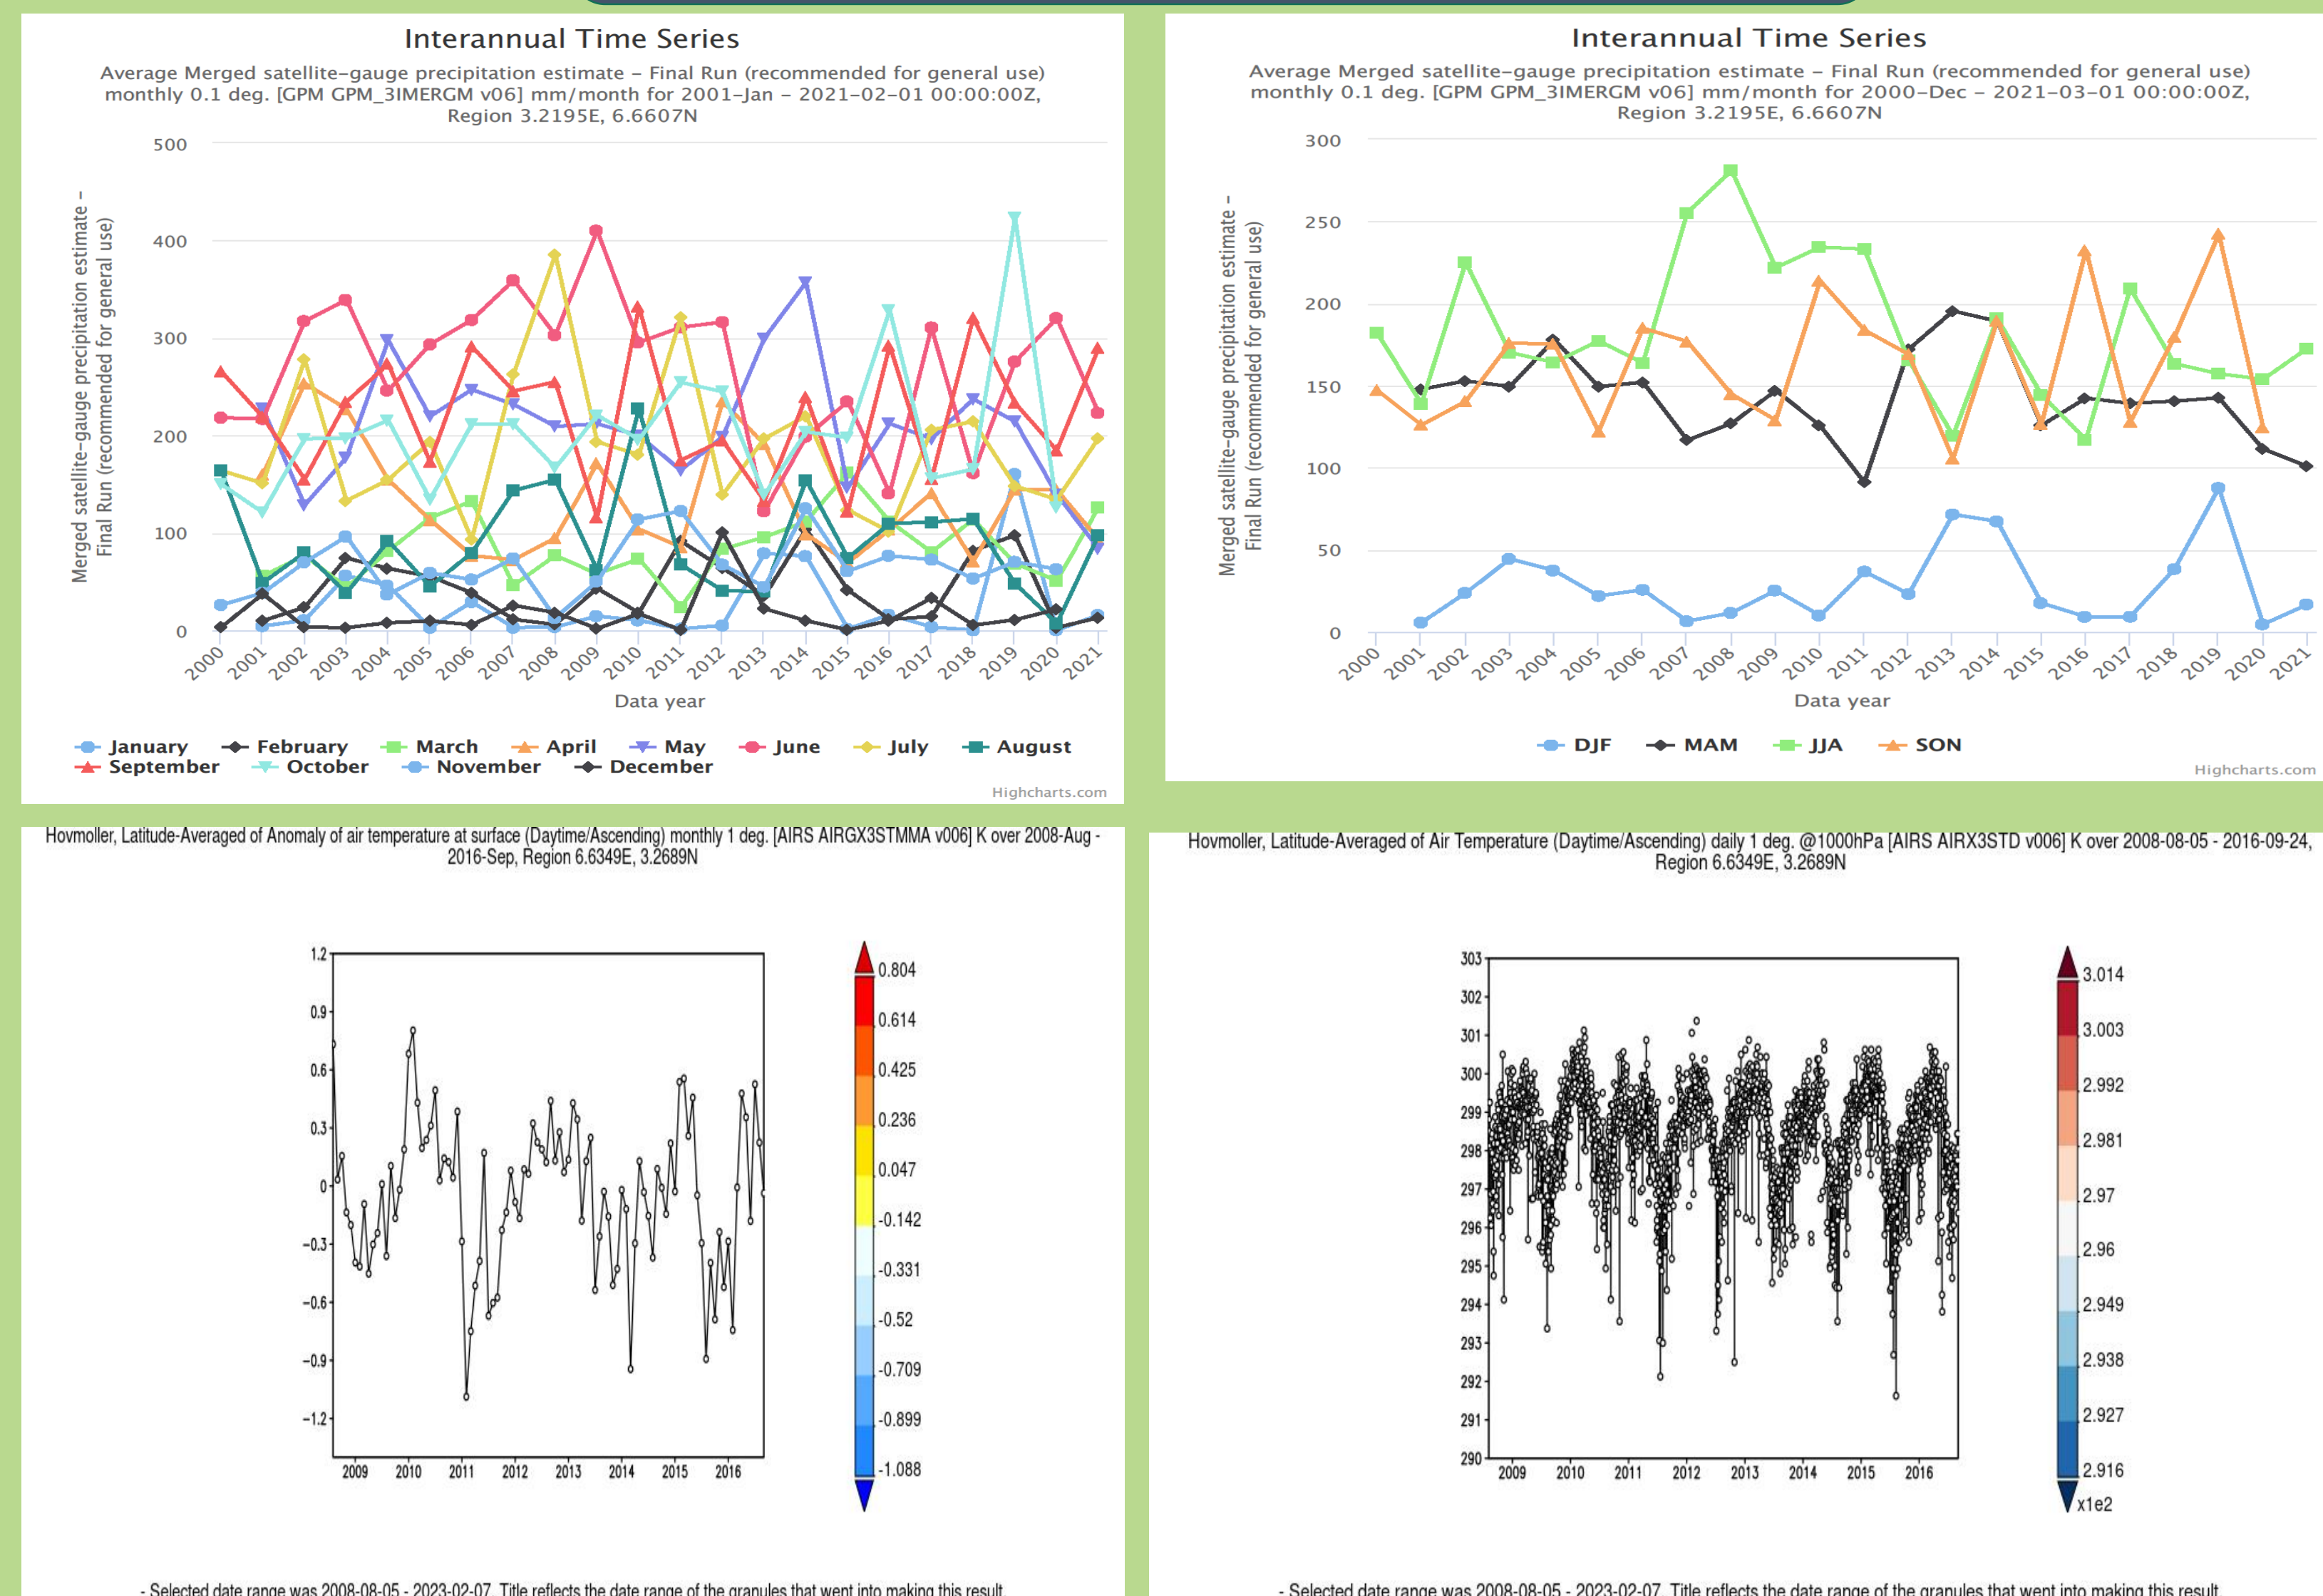 Interannual Time Series
Average Merged satellite-gauge precipitation estimate - Final Run (recommended for general use)
monthly 0.1 deg. [GPM GPM_3IMERGM v06] mm/month for 2001-Jan - 2021-02-01 00:00:00Z,
Region 3.2195E, 6.6607N
Merged satellite-gauge precipitation estimate -
Final Run (recommended for general use)
500
400
300
200
100
0
2000 2001 2002 2003 2004 2005 2006 2007 2008 2009 2010 2011 2012 2013 2014 2015 2016 2017 2018 2019 2020 2021
Data year
January February March April May June July August
September October November December
Highcharts.com
Interannual Time Series
Average Merged satellite-gauge precipitation estimate - Final Run (recommended for general use)
monthly 0.1 deg. [GPM GPM_3IMERGM v06] mm/month for 2000-Dec - 2021-03-01 00:00:00Z,
Region 3.2195E, 6.6607N
Merged satellite-gauge precipitation estimate -
Final Run (recommended for general use)
300
250
200
150
100
50
0
2000 2001 2002 2003 2004 2005 2006 2007 2008 2009 2010 2011 2012 2013 2014 2015 2016 2017 2018 2019 2020 2021
Data year
DJF MAM JJA SON
Highcharts.com
Hovmoller, Latitude-Averaged of Anomaly of air temperature at surface (Daytime/Ascending) monthly 1 deg. [AIRS AIRGX3STMMA v006] K over 2008-Aug -
2016-Sep, Region 6.6349E, 3.2689N
1.2
0.9
0.6
0.3
0
-0.3
-0.6
-0.9
-1.2
2009 2010 2011 2012 2013 2014 2015 2016
0.804
0.614
0.425
0.236
0.047
-0.142
-0.331
-0.52
-0.709
-0.899
-1.088
- Selected date range was 2008-08-05 - 2023-02-07. Title reflects the date range of the granules that went into making this result.
Hovmoller, Latitude-Averaged of Air Temperature (Daytime/Ascending) daily 1 deg. @1000hPa [AIRS AIRX3STD v006] K over 2008-08-05 - 2016-09-24,
Region 6.6349E, 3.2689N
303
302
301
300
299
298
297
296
295
294
293
292
291
290
2009 2010 2011 2012 2013 2014 2015 2016
3.014
3.003
2.992
2.981
2.97
2.96
2.949
2.938
2.927
2.916
x1e2
- Selected date range was 2008-08-05 - 2023-02-07. Title reflects the date range of the granules that went into making this result.